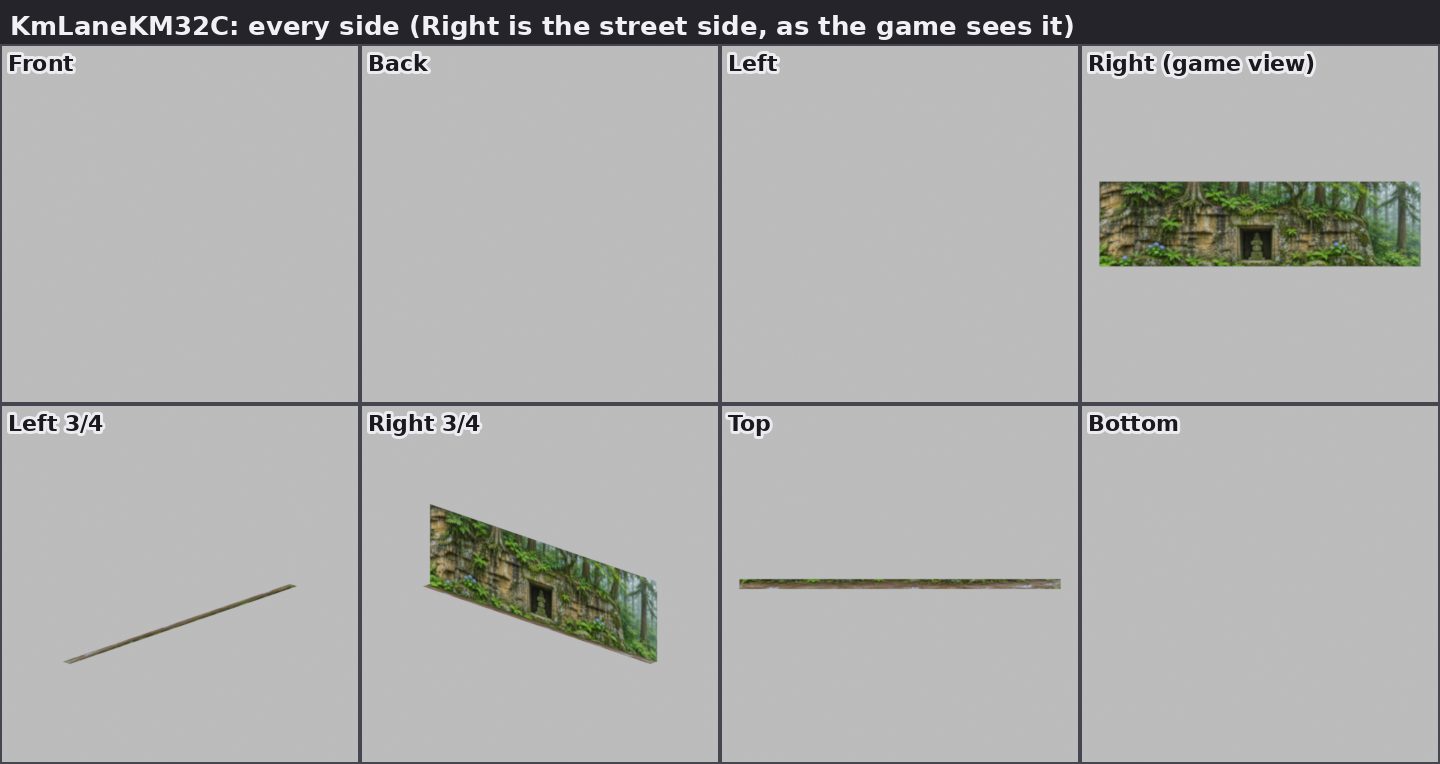 KmLaneKM32C: every side (Right is the street side, as the game sees it)
Front
Back
Left
Right (game view)
Left 3/4
Right 3/4
Top
Bottom